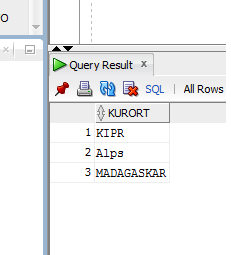 O
Query Result x
SQL | All Rows
KURORT
1 KIPR
2 Alps
3 MADAGASKAR